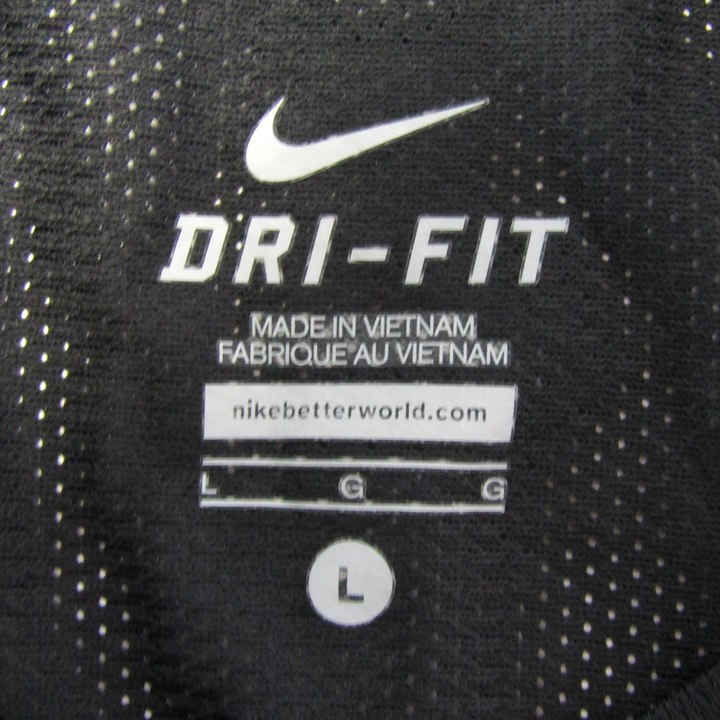 DRI-FIT
MADE IN VIETNAM
FABRIQUE AU VIETNAM
nikebetterworld.com
L G G
L